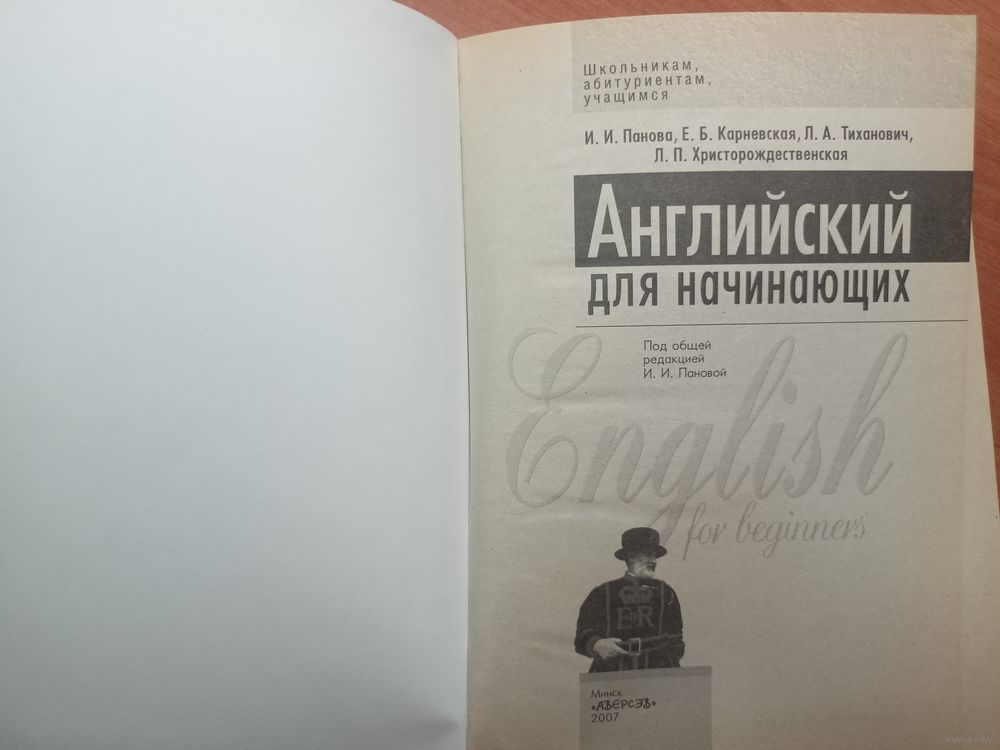 Школьникам,
абитуриентам,
учащимся
И. И. Панова, Е. Б. Карневская, Л. А. Тиханович,
Л. П. Христорождественская
Английский
для начинающих
Под общей
редакцией
И. И. Пановой
English
for beginners
EIIR
Минск
«АВЕРСЭВ»
2007